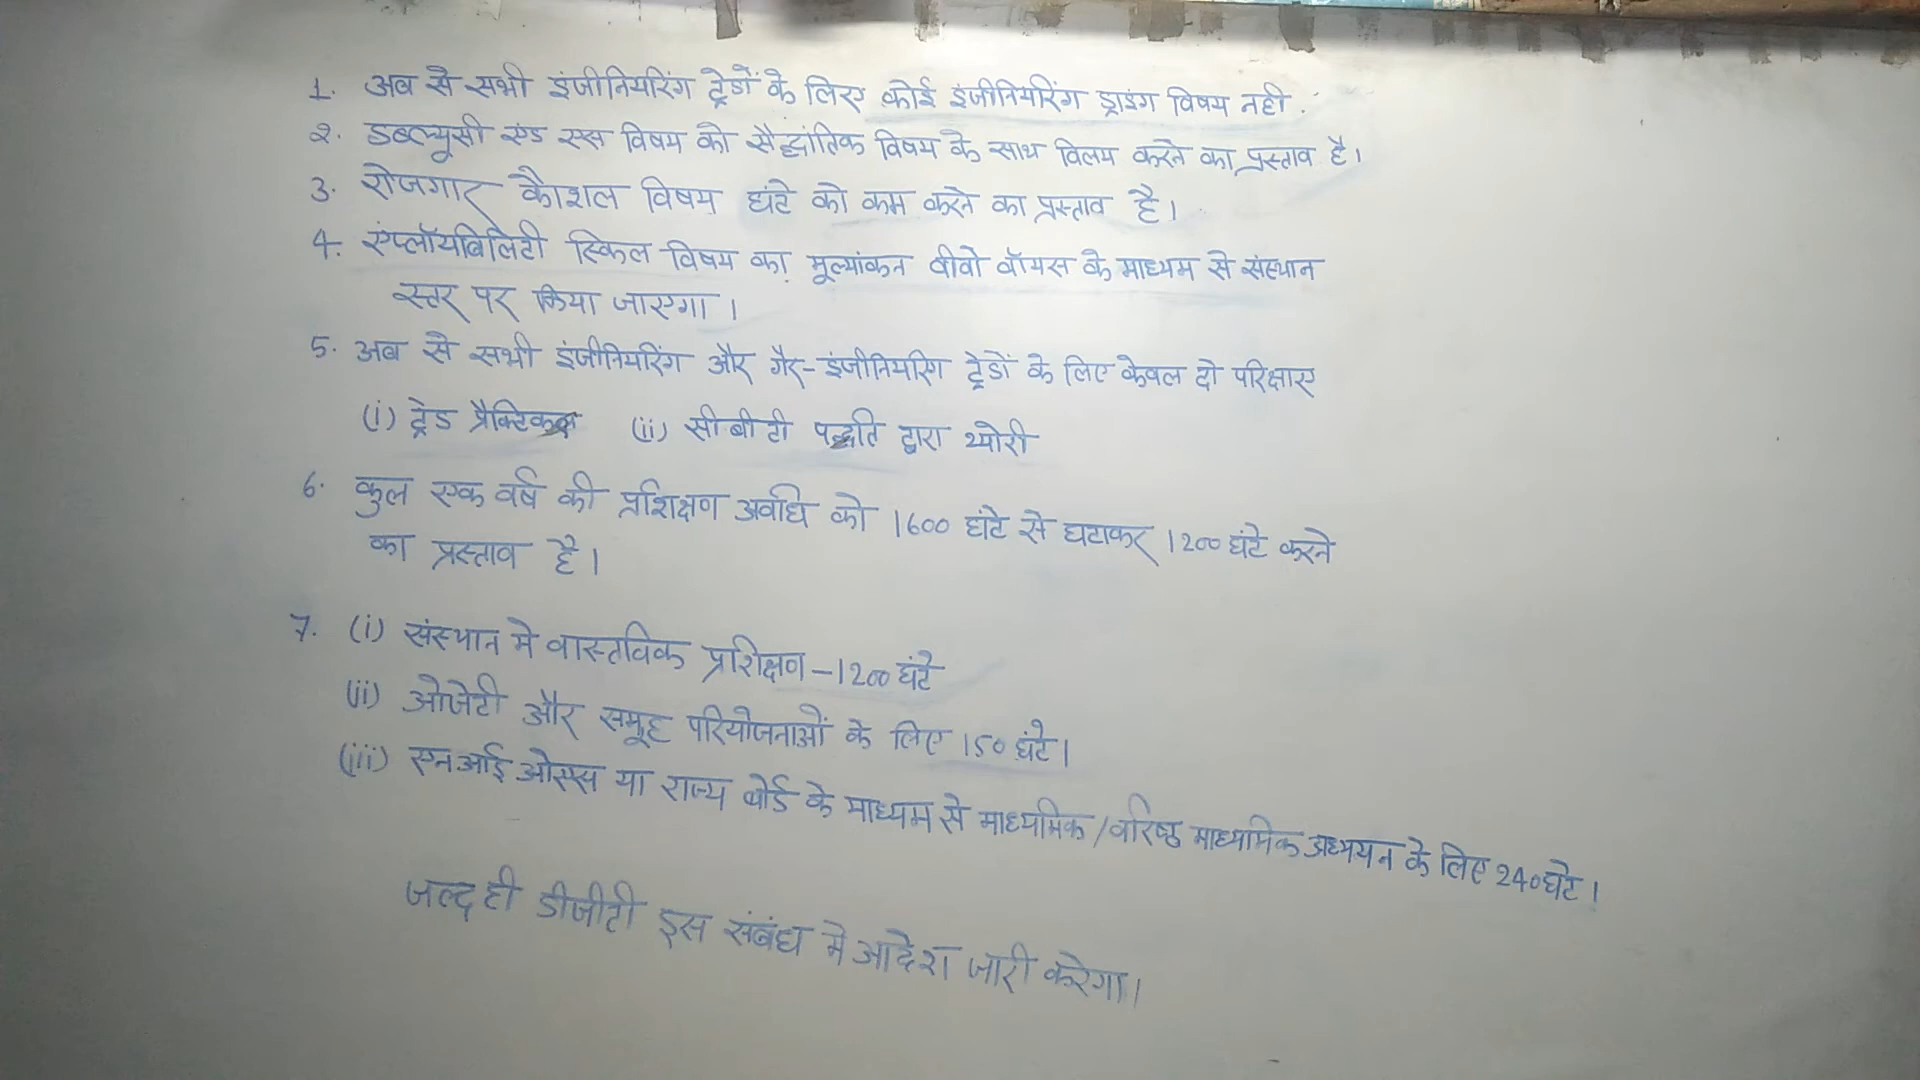 1. अब से सभी इंजीनियरिंग ट्रेडों के लिए कोई इंजीनियरिंग ड्राइंग विषय नही.
2. डब्ल्यूसी एंड एस विषय को सैद्धांतिक विषय के साथ विलय करने का प्रस्ताव है।
3. रोजगार कौशल विषय घंटे को कम करने का प्रस्ताव है।
4. एंप्लॉयबिलिटी स्किल विषय का मूल्यांकन वीवो वॉयस के माध्यम से संस्थान
स्तर पर किया जाएगा।
5. अब से सभी इंजीनियरिंग और गैर-इंजीनियरिग ट्रेडों के लिए केवल दो परिक्षाए
(i) ट्रेड प्रैक्टिकल (ii) सीबीटी पद्धति द्वारा थ्योरी
6. कुल एक वर्ष की प्रशिक्षण अवधि को 1600 घंटे से घटाकर 1200 घंटे करने
का प्रस्ताव है।
7. (i) संस्थान मे वास्तविक प्रशिक्षण-1200 घंटे
(ii) ओजेटी और समूह परियोजनाओं के लिए 150 घंटे।
(iii) एनआईओएस या राज्य बोर्ड के माध्यम से माध्यमिक/वरिष्ठ माध्यमिक अध्ययन के लिए 240 घंटे।
जल्द ही डीजीटी इस संबंध मे आदेश जारी करेगा।